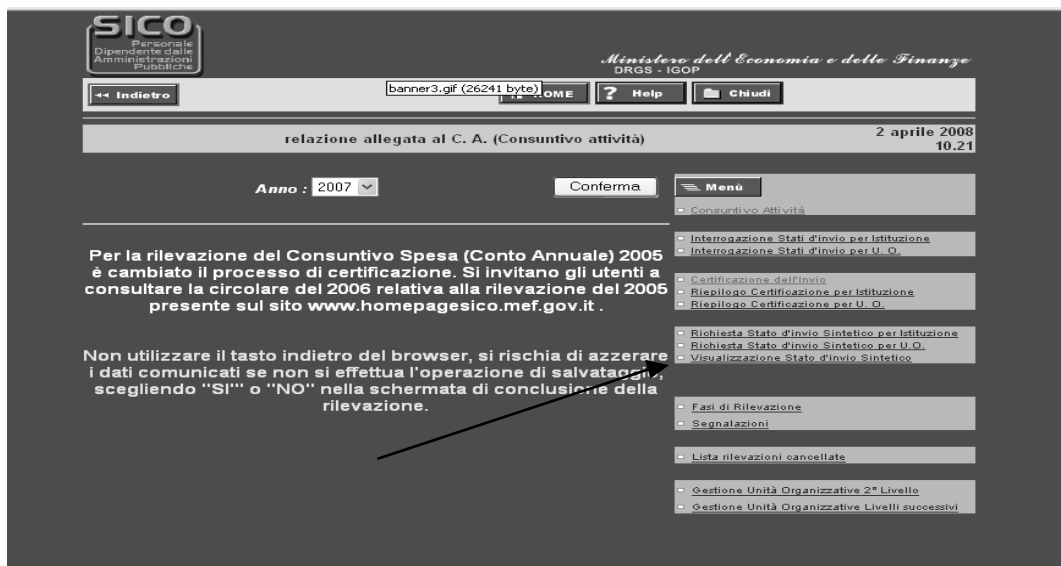 SICO
Personale
Dipendente dalle
Amministrazioni
Pubbliche
Ministero dell'Economia e delle Finanze
DRGS - IGOP
◄◄ Indietro
banner3.gif (26241 byte)
HOME
? Help
Chiudi
relazione allegata al C. A. (Consuntivo attività)
2 aprile 2008
10.21
Anno : 2007
Conferma
Menù
Consuntivo Attività
Interrogazione Stati d'invio per Istituzione
Interrogazione Stati d'invio per U. O.
Certificazione dell'Invio
Riepilogo Certificazione per Istituzione
Riepilogo Certificazione per U. O.
Richiesta Stato d'invio Sintetico per Istituzione
Richiesta Stato d'invio Sintetico per U.O.
Visualizzazione Stato d'invio Sintetico
Fasi di Rilevazione
Segnalazioni
Lista rilevazioni cancellate
Gestione Unità Organizzative 2° Livello
Gestione Unità Organizzative Livelli successivi
Per la rilevazione del Consuntivo Spesa (Conto Annuale) 2005
è cambiato il processo di certificazione. Si invitano gli utenti a
consultare la circolare del 2006 relativa alla rilevazione del 2005
presente sul sito www.homepagesico.mef.gov.it .
Non utilizzare il tasto indietro del browser, si rischia di azzerare
i dati comunicati se non si effettua l'operazione di salvataggio,
scegliendo "SI'" o "NO" nella schermata di conclusione della
rilevazione.